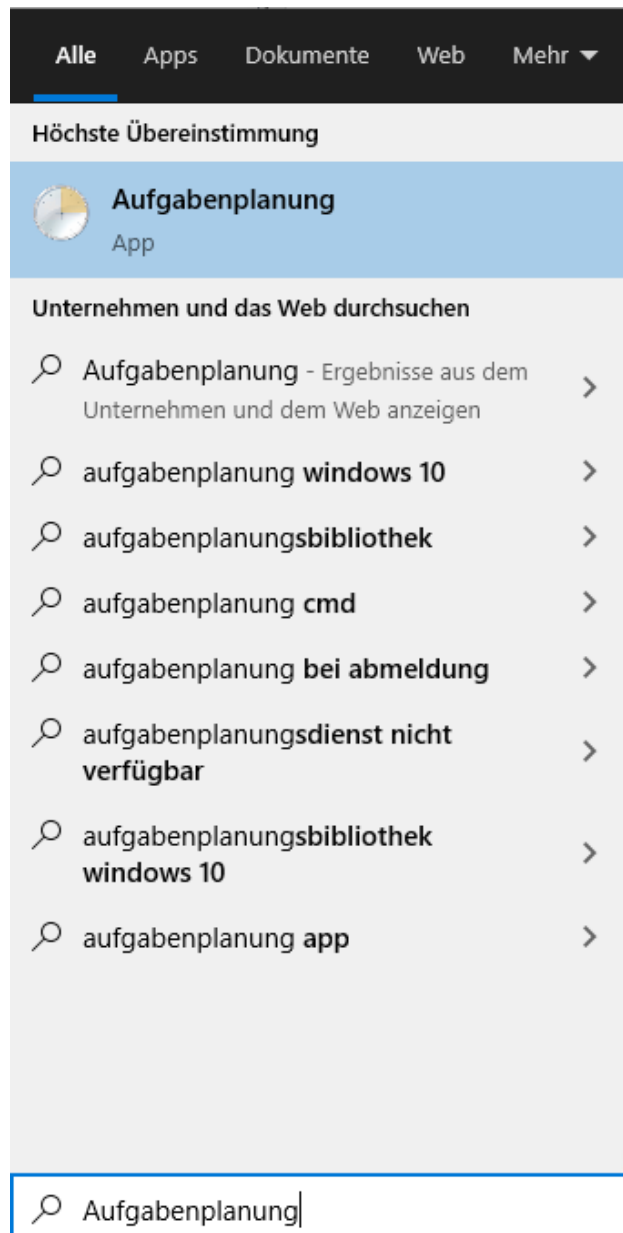 Alle Apps Dokumente Web Mehr
Höchste Übereinstimmung
Aufgabenplanung
App
Unternehmen und das Web durchsuchen
Aufgabenplanung - Ergebnisse aus dem
Unternehmen und dem Web anzeigen
aufgabenplanung windows 10
aufgabenplanungsbibliothek
aufgabenplanung cmd
aufgabenplanung bei abmeldung
aufgabenplanungsdienst nicht
verfügbar
aufgabenplanungsbibliothek
windows 10
aufgabenplanung app
Aufgabenplanung